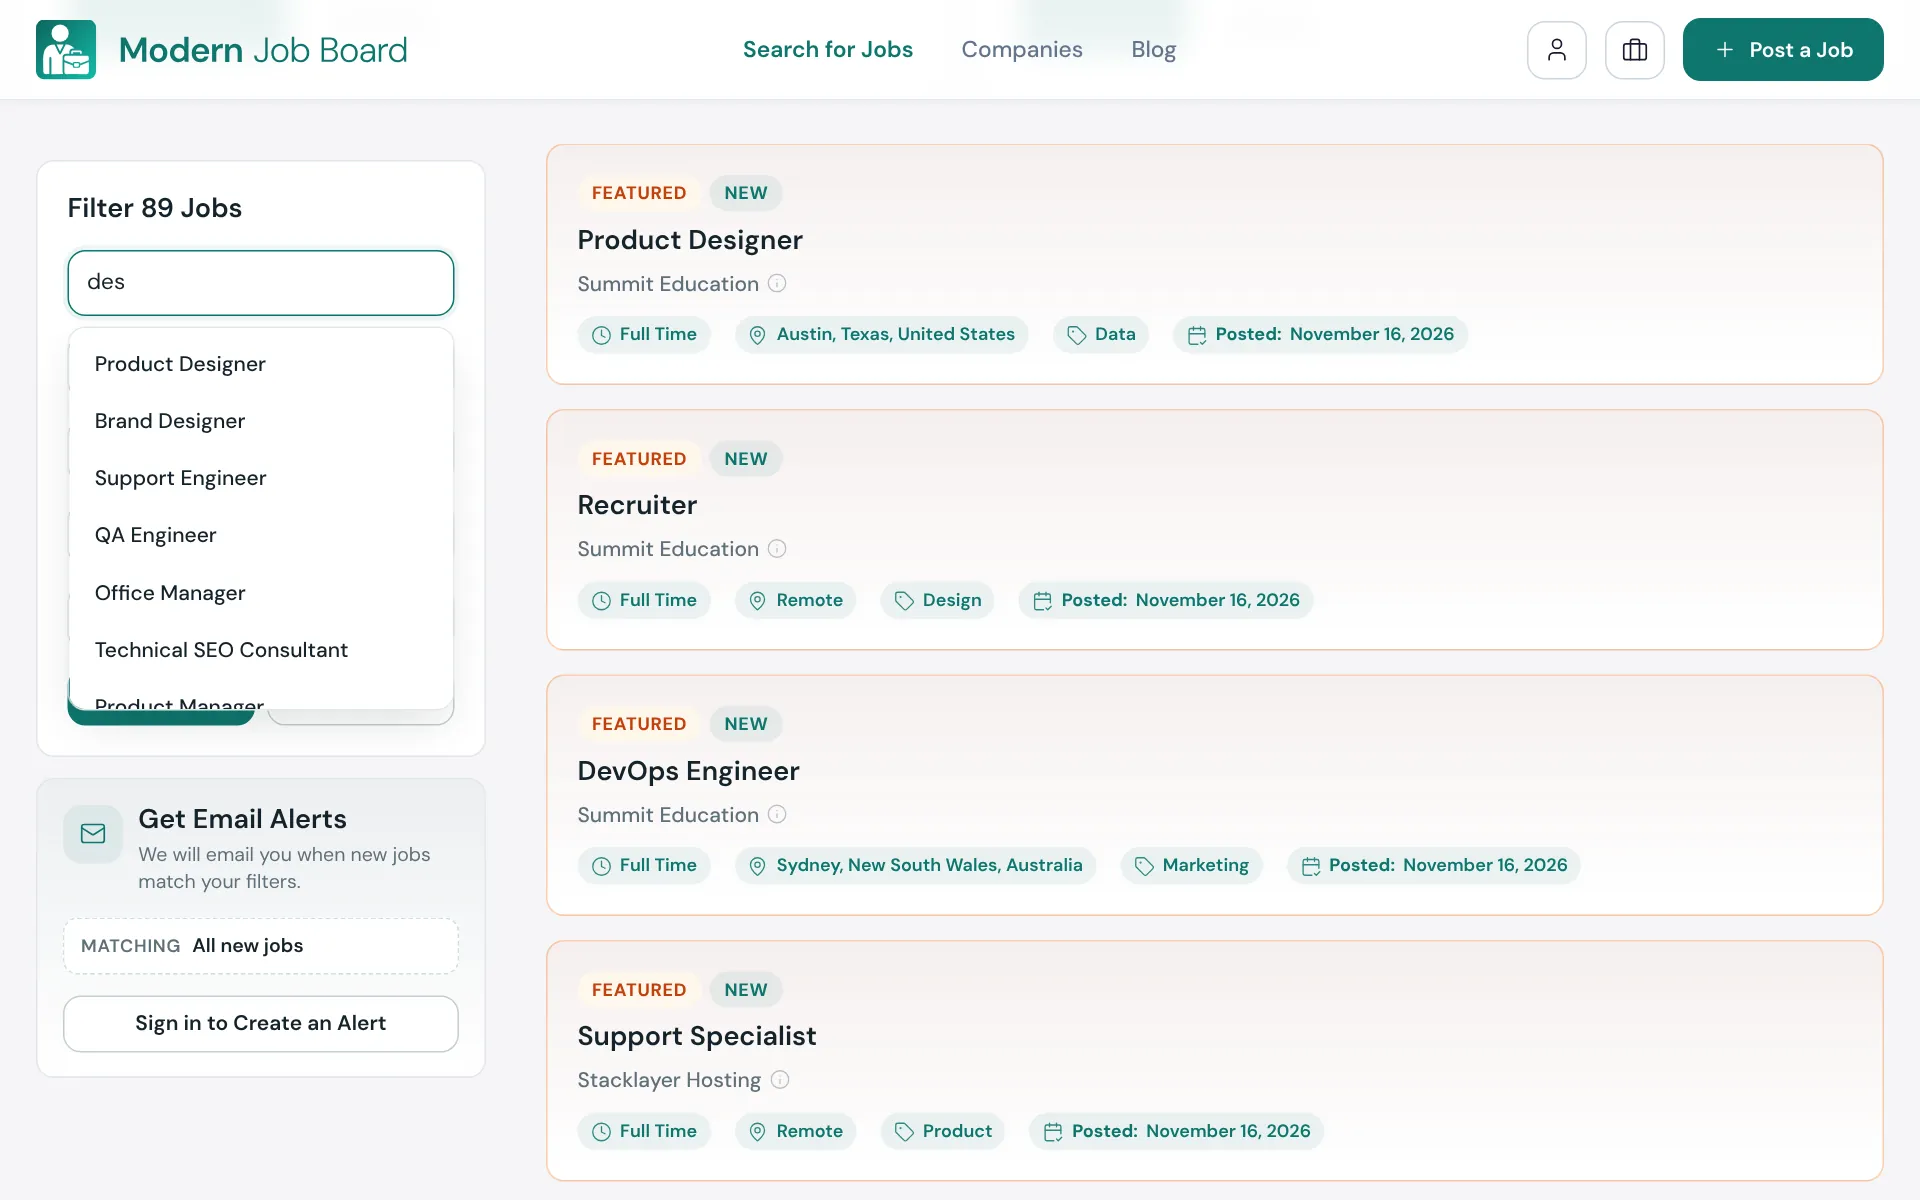 Modern Job Board
Search for Jobs
Companies
Blog
Post a Job
Filter 89 Jobs
des
Product Designer
Brand Designer
Support Engineer
QA Engineer
Office Manager
Technical SEO Consultant
Product Manager
Get Email Alerts
We will email you when new jobs
match your filters.
MATCHING All new jobs
Sign in to Create an Alert
FEATURED NEW
Product Designer
Summit Education
Full Time Austin, Texas, United States Data Posted: November 16, 2026
FEATURED NEW
Recruiter
Summit Education
Full Time Remote Design Posted: November 16, 2026
FEATURED NEW
DevOps Engineer
Summit Education
Full Time Sydney, New South Wales, Australia Marketing Posted: November 16, 2026
FEATURED NEW
Support Specialist
Stacklayer Hosting
Full Time Remote Product Posted: November 16, 2026